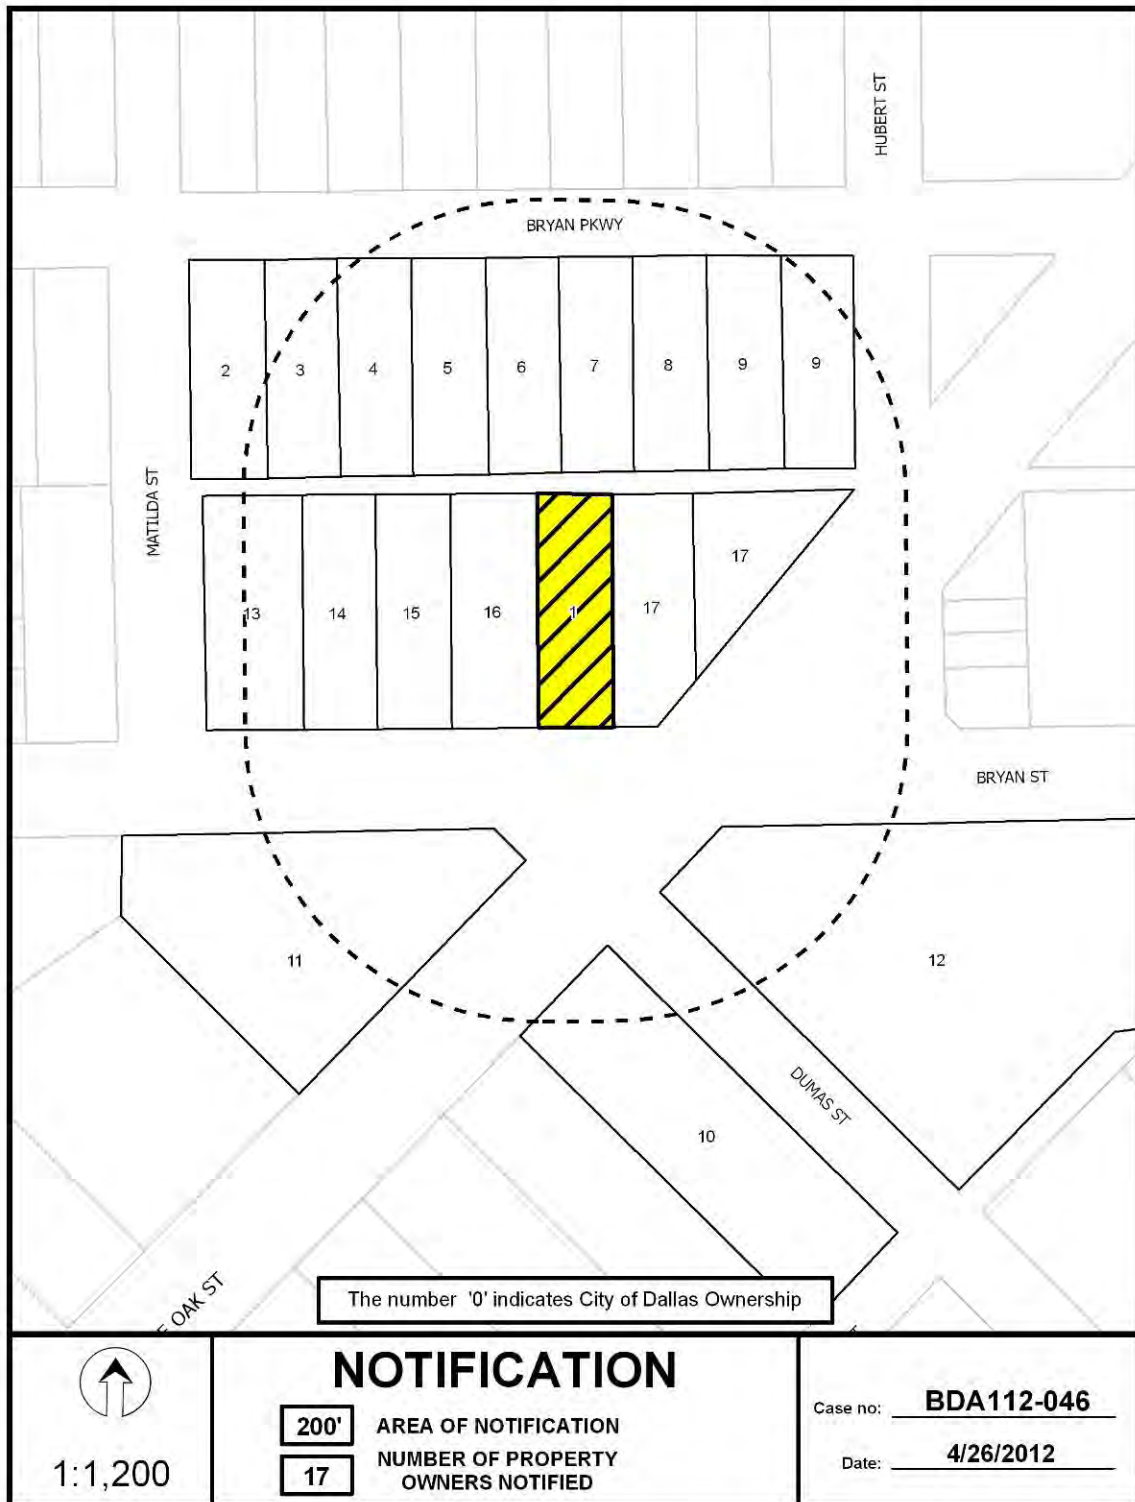 HUBERT ST
BRYAN PKWY
2
3
4
5
6
7
8
9
9
MATILDA ST
13
14
15
16
1
17
17
BRYAN ST
11
12
10
DUMAS ST
OAK ST
The number '0' indicates City of Dallas Ownership
1:1,200
NOTIFICATION
200' AREA OF NOTIFICATION
17 NUMBER OF PROPERTY
OWNERS NOTIFIED
Case no: BDA112-046
Date: 4/26/2012